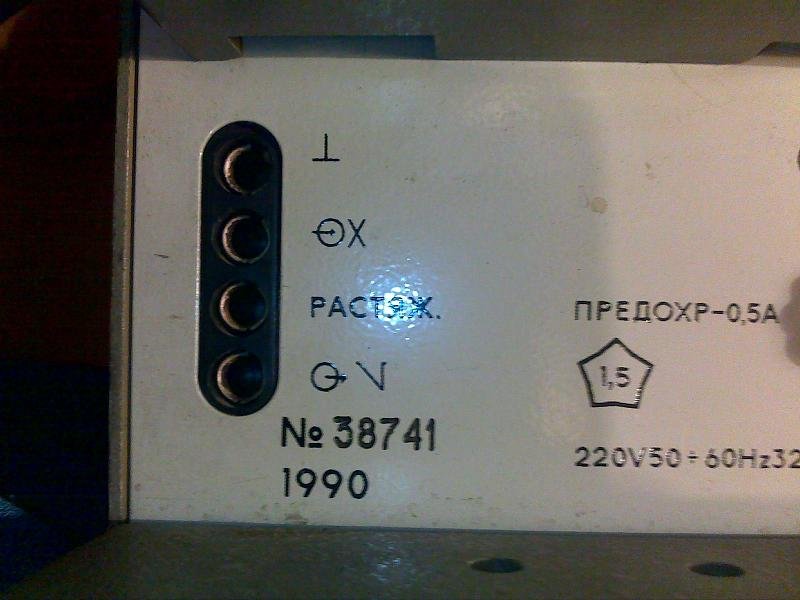 ⊥
X
РАСТЯЖ.
№ 38741
1990
ПРЕДОХР-0,5А
1,5
220V50÷60Hz32